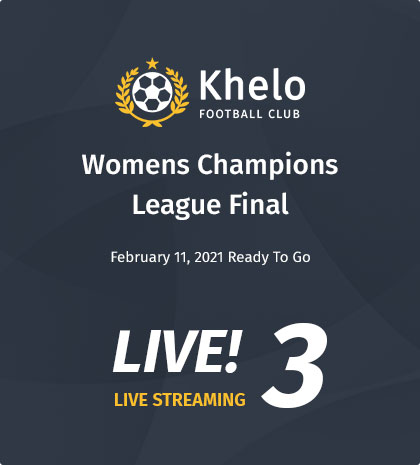 Khelo
FOOTBALL CLUB
Womens Champions
League Final
February 11, 2021 Ready To Go
LIVE! 3
LIVE STREAMING